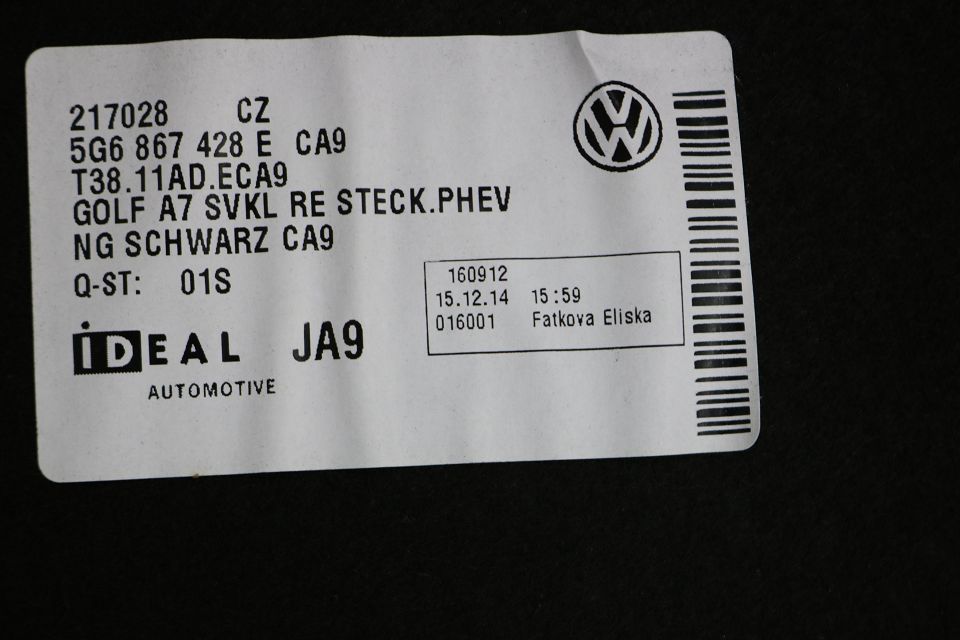 217028 CZ
5G6 867 428 E CA9
T38.11AD.ECA9
GOLF A7 SVKL RE STECK.PHEV
NG SCHWARZ CA9
Q-ST: 01S
iDEAL JA9
AUTOMOTIVE
160912
15.12.14 15:59
016001 Fatkova Eliska